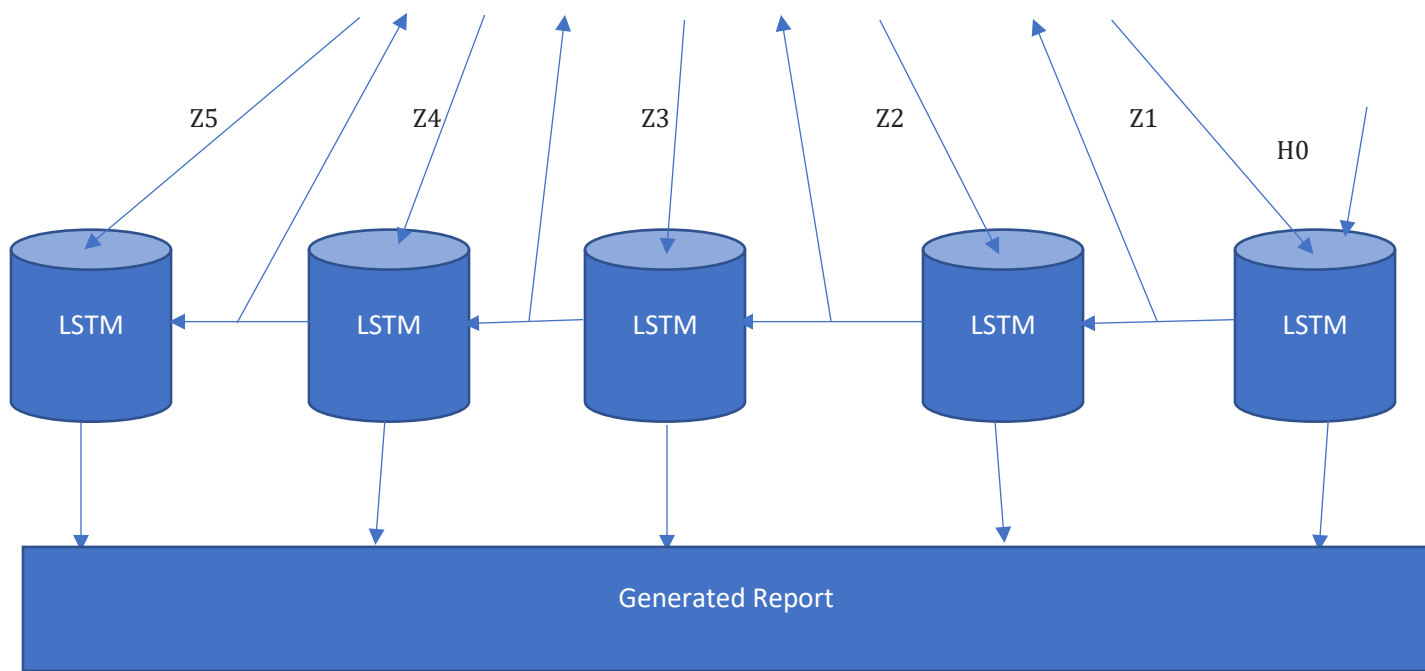 Z5
Z4
Z3
Z2
Z1
H0
LSTM
LSTM
LSTM
LSTM
LSTM
Generated Report